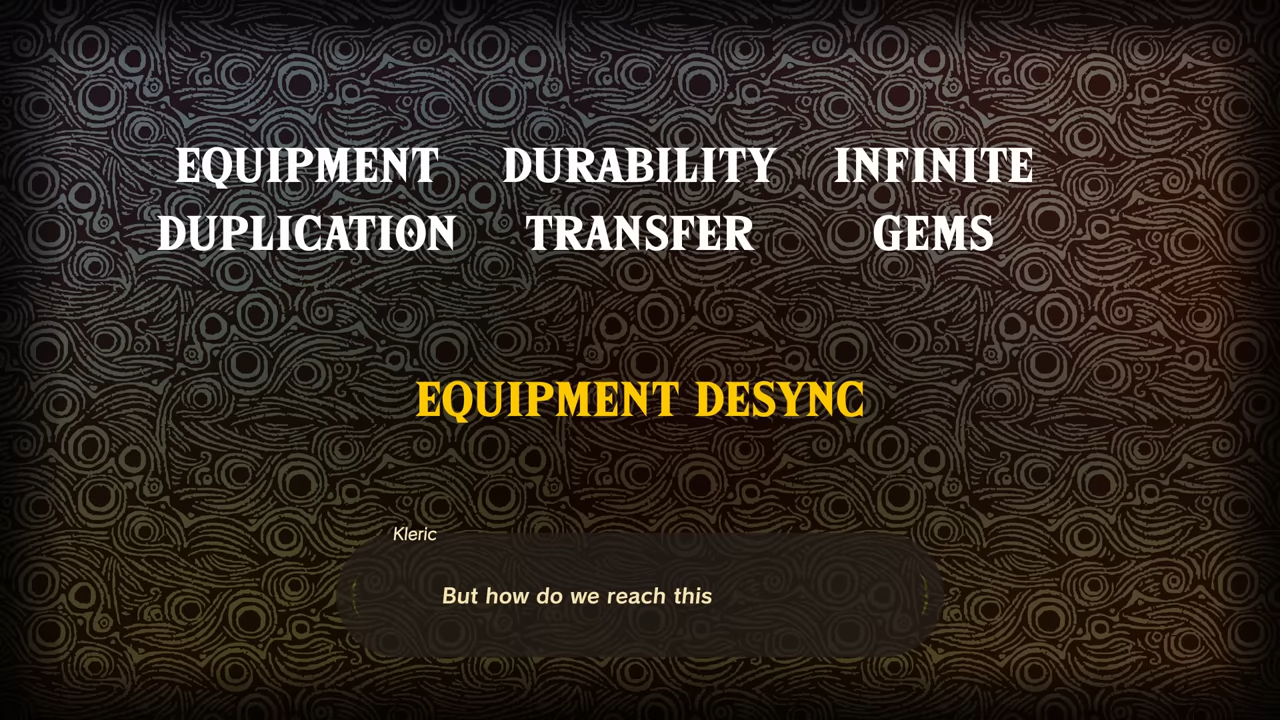 EQUIPMENT DUPLICATION
DURABILITY TRANSFER
INFINITE GEMS
EQUIPMENT DESYNC
Kleric
But how do we reach this